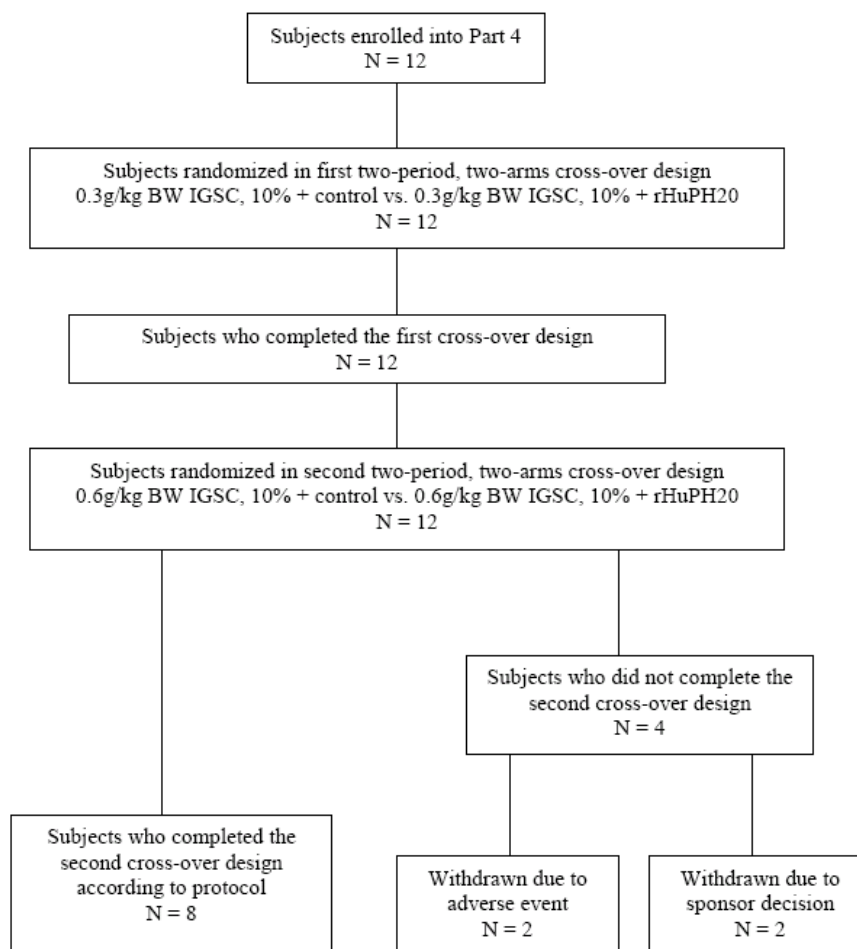 Subjects enrolled into Part 4
N = 12
Subjects randomized in first two-period, two-arms cross-over design
0.3g/kg BW IGSC, 10% + control vs. 0.3g/kg BW IGSC, 10% + rHuPH20
N = 12
Subjects who completed the first cross-over design
N = 12
Subjects randomized in second two-period, two-arms cross-over design
0.6g/kg BW IGSC, 10% + control vs. 0.6g/kg BW IGSC, 10% + rHuPH20
N = 12
Subjects who did not complete the
second cross-over design
N = 4
Subjects who completed the
second cross-over design
according to protocol
N = 8
Withdrawn due to
adverse event
N = 2
Withdrawn due to
sponsor decision
N = 2